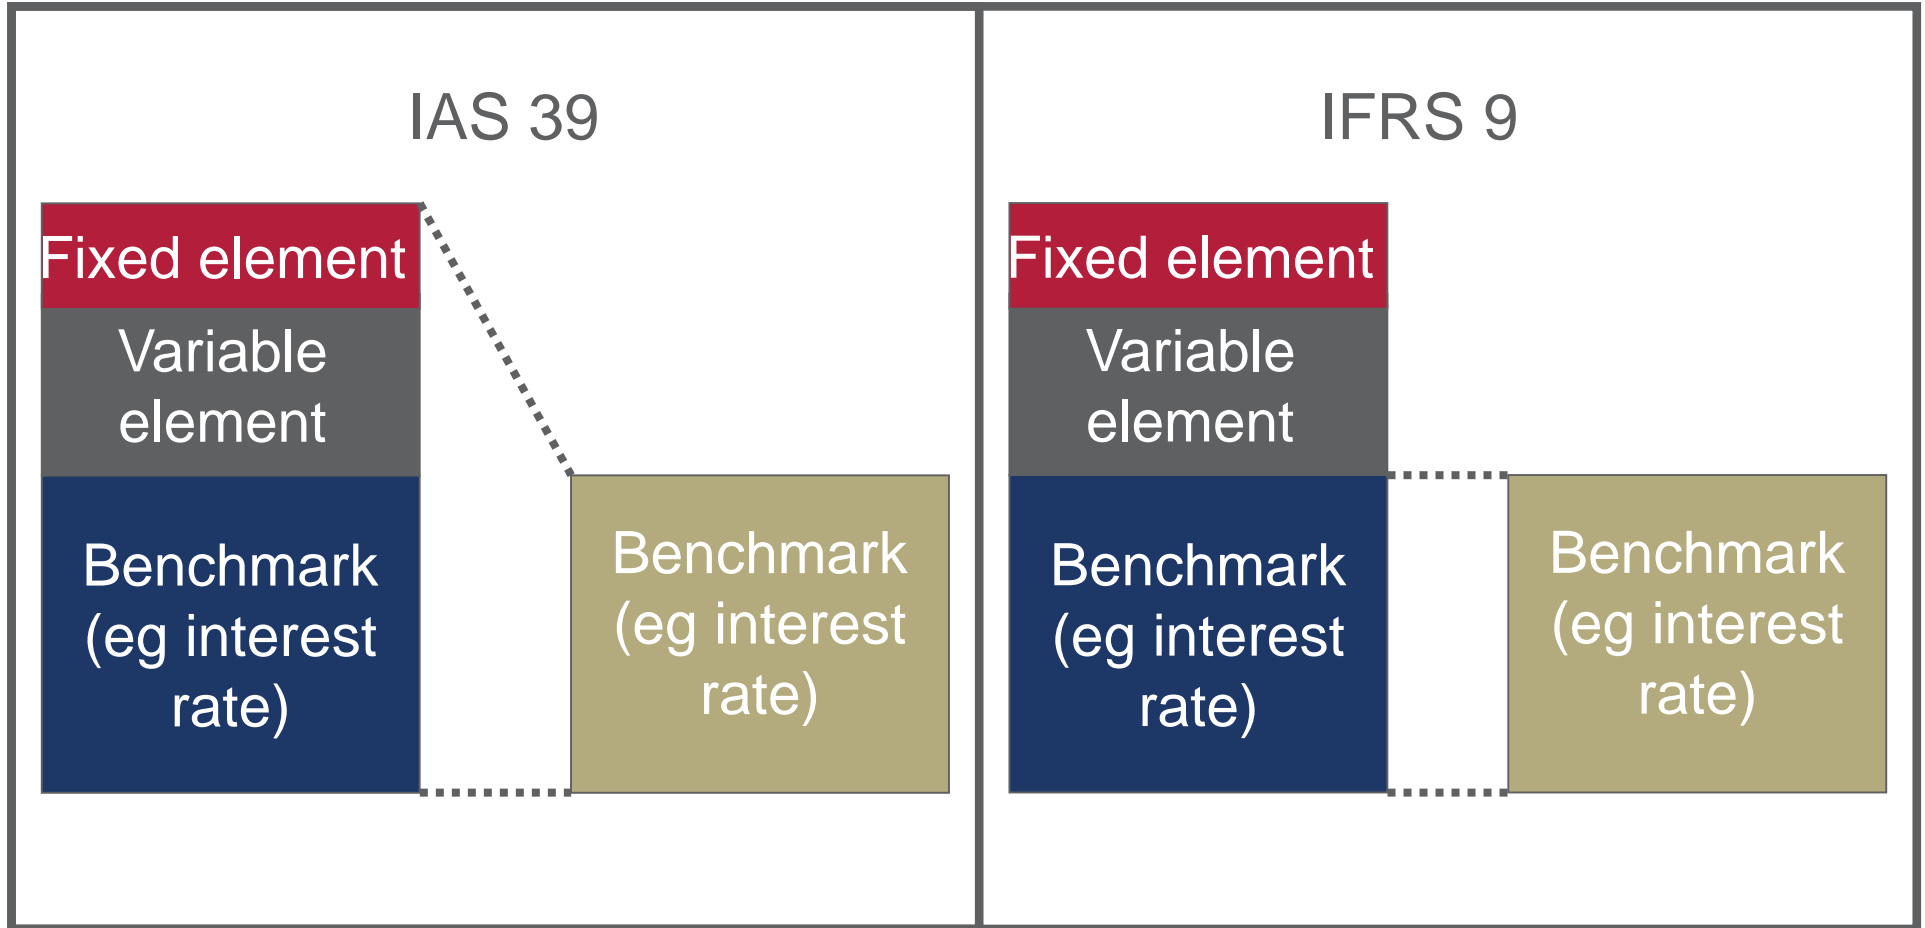 IAS 39
Fixed element
Variable
element
Benchmark
(eg interest
rate)
Benchmark
(eg interest
rate)
IFRS 9
Fixed element
Variable
element
Benchmark
(eg interest
rate)
Benchmark
(eg interest
rate)